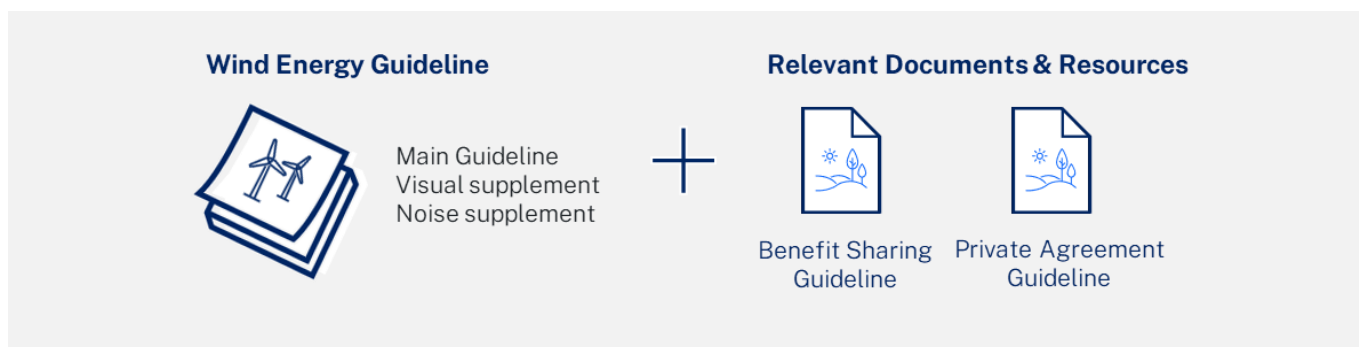 Wind Energy Guideline
Main Guideline
Visual supplement
Noise supplement
Relevant Documents & Resources
Benefit Sharing
Guideline
Private Agreement
Guideline